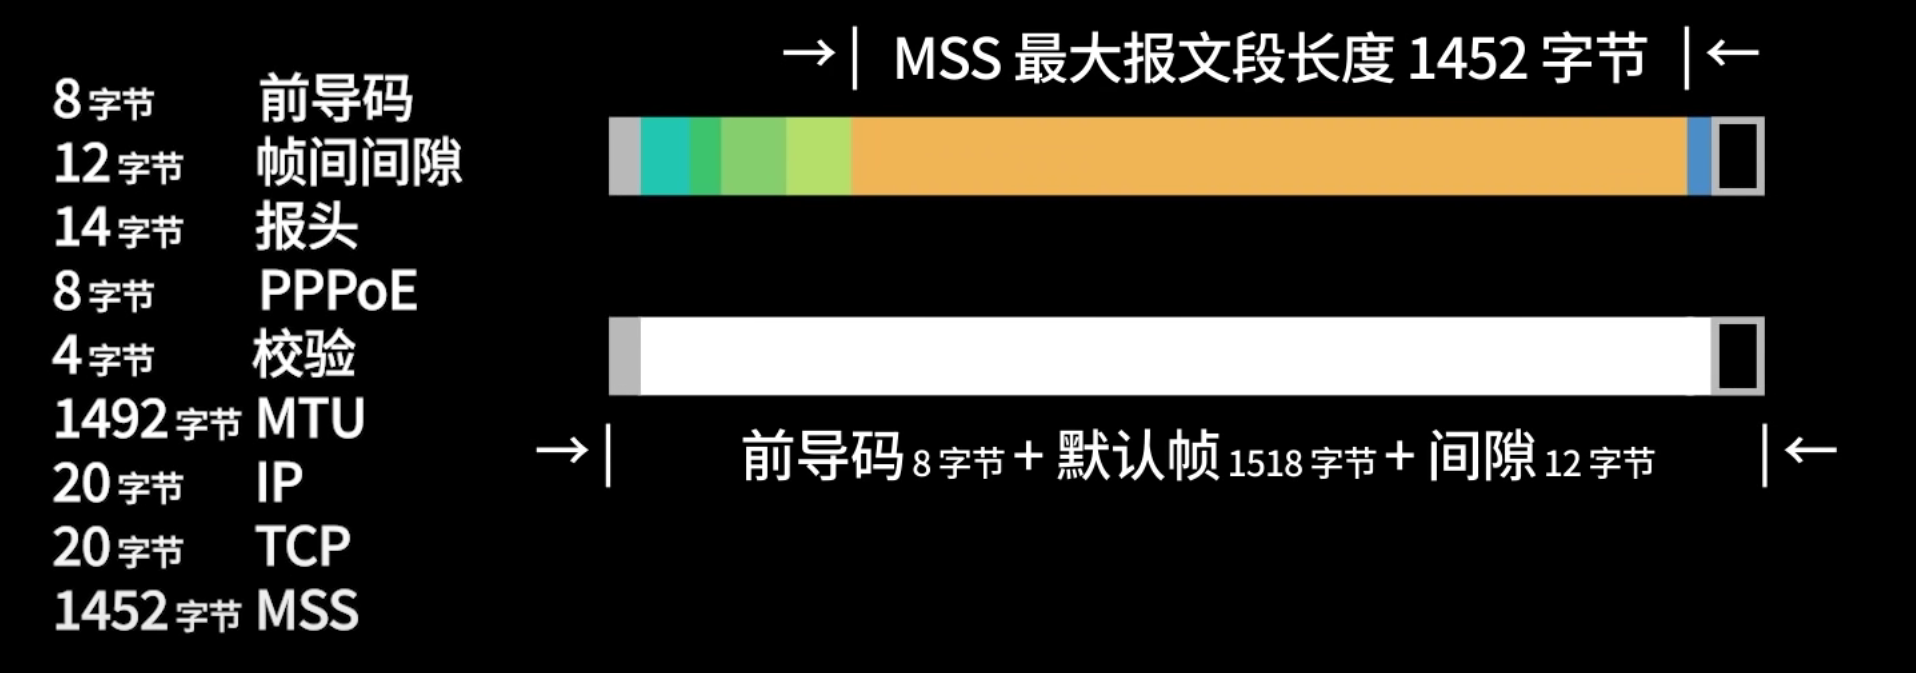 8 字节 前导码
12 字节 帧间间隙
14 字节 报头
8 字节 PPPoE
4 字节 校验
1492 字节 MTU
20 字节 IP
20 字节 TCP
1452 字节 MSS
→| MSS 最大报文段长度 1452 字节 |←
→| 前导码 8 字节 + 默认帧 1518 字节 + 间隙 12 字节 |←